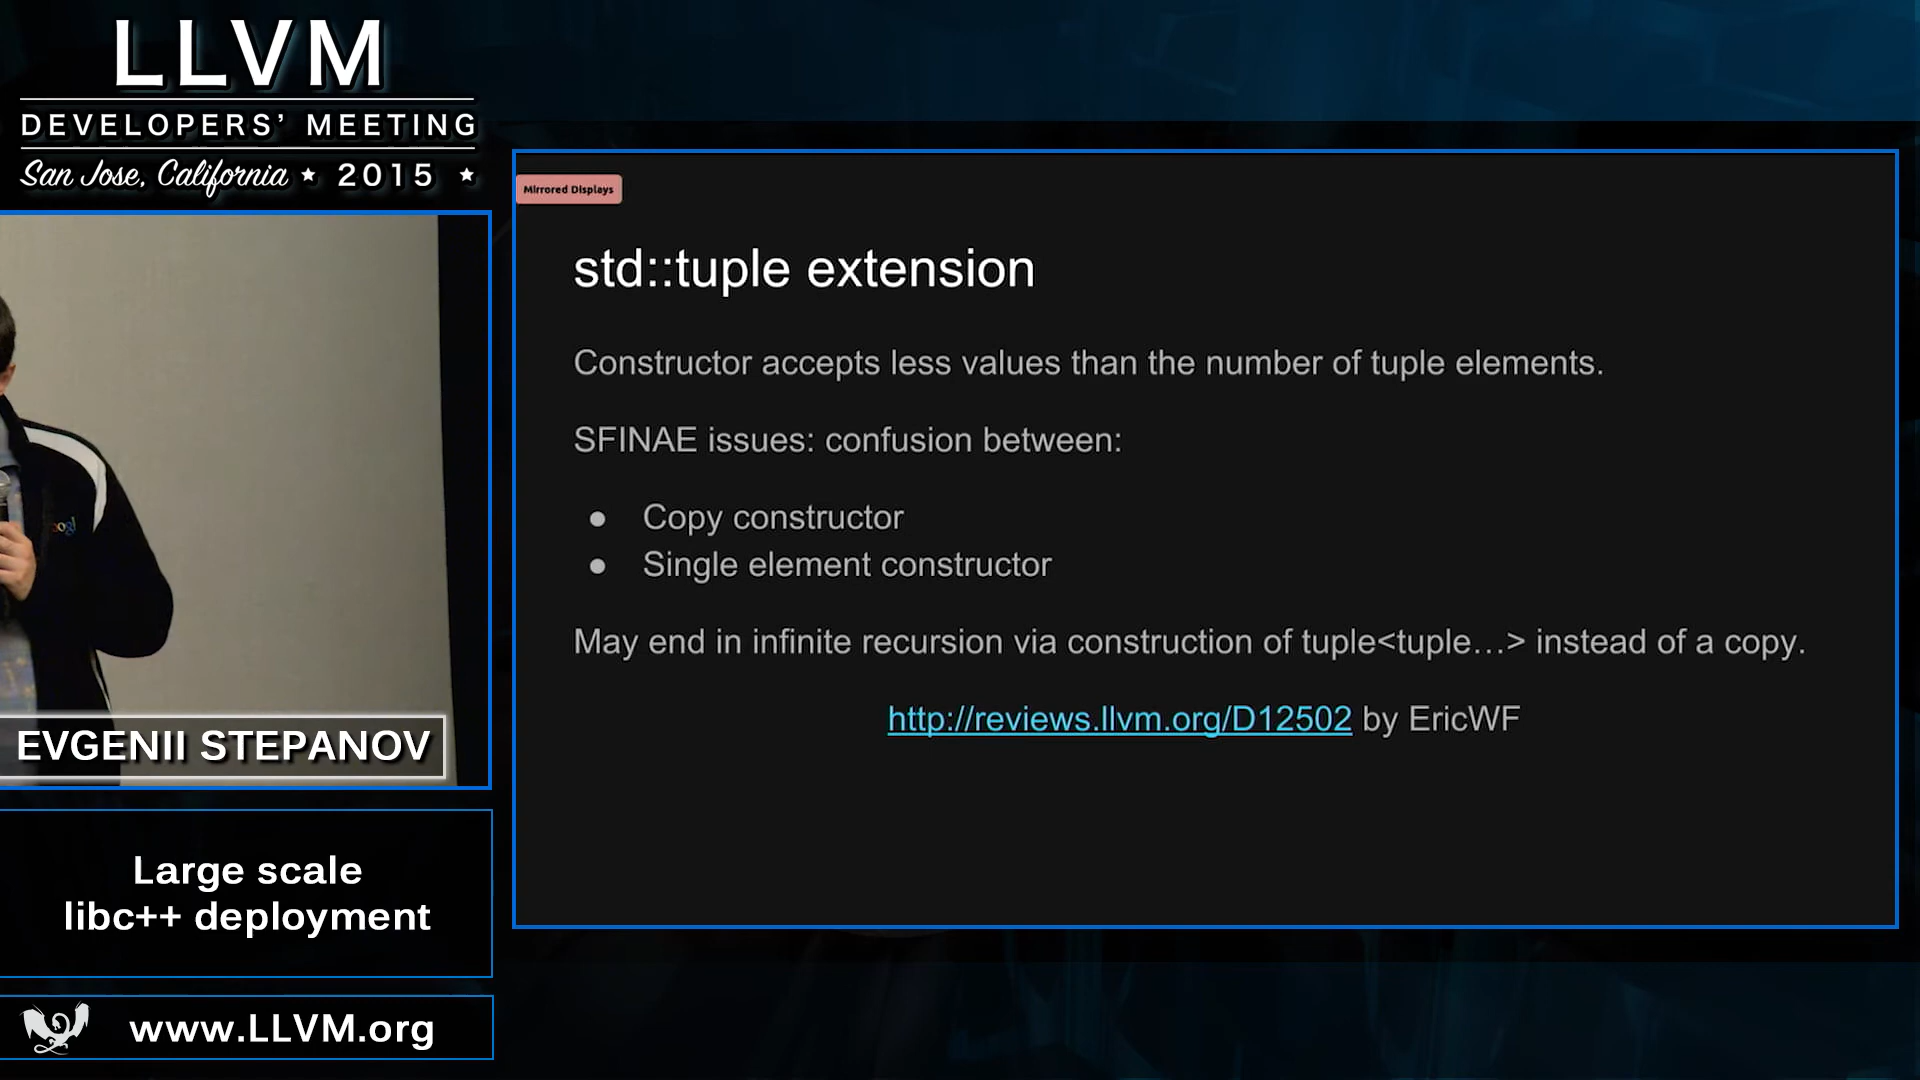 LLVM
DEVELOPERS’ MEETING
San Jose, California ★ 2015 ★
EVGENII STEPANOV
Large scale
libc++ deployment
www.LLVM.org
Mirrored Displays
std::tuple extension
Constructor accepts less values than the number of tuple elements.
SFINAE issues: confusion between:
● Copy constructor
● Single element constructor
May end in infinite recursion via construction of tuple<tuple…> instead of a copy.
http://reviews.llvm.org/D12502 by EricWF